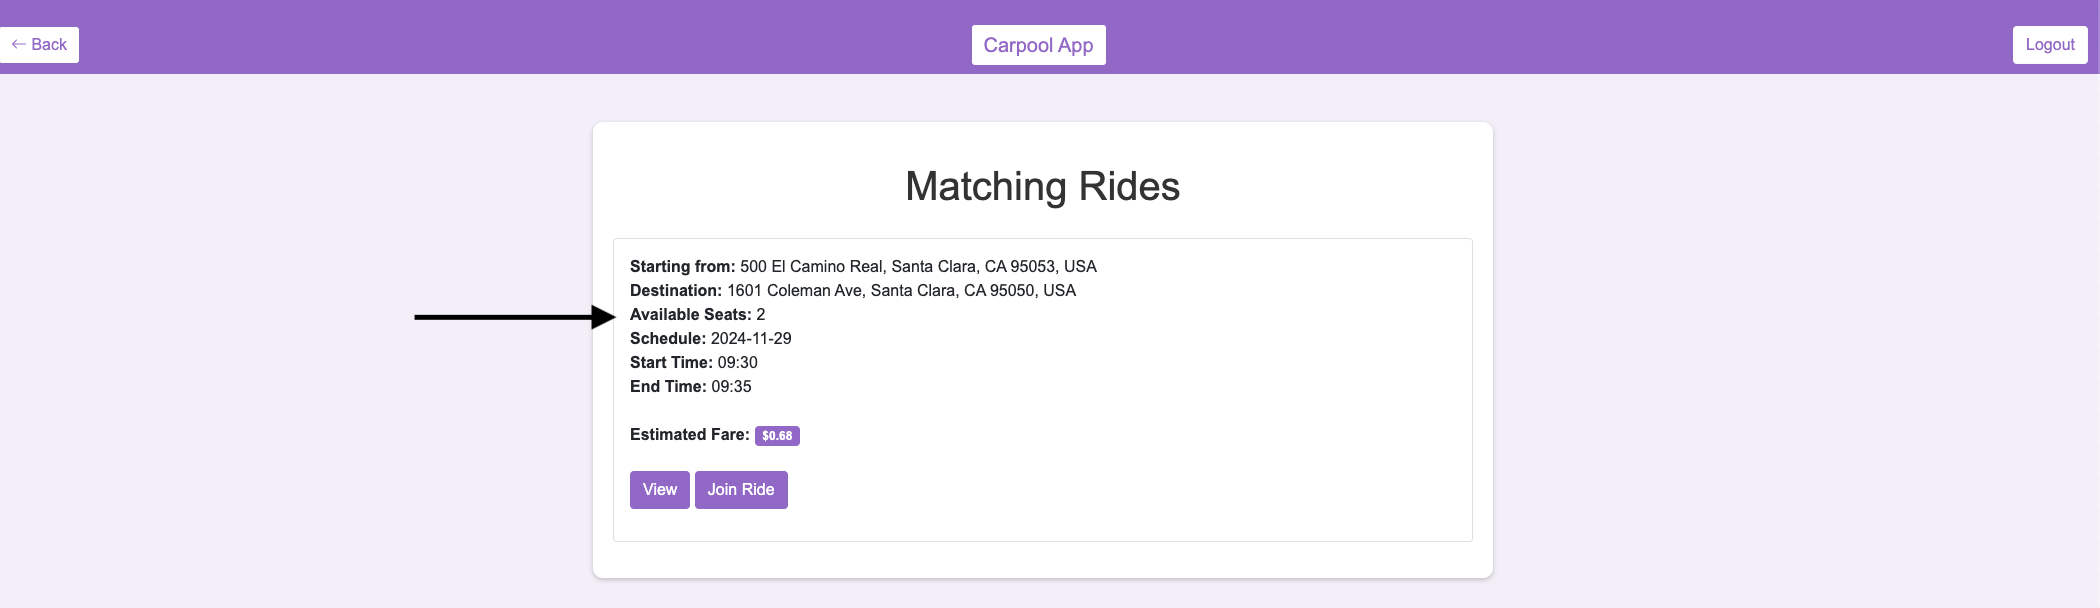 ← Back
Carpool App
Logout
Matching Rides
Starting from: 500 El Camino Real, Santa Clara, CA 95053, USA
Destination: 1601 Coleman Ave, Santa Clara, CA 95050, USA
Available Seats: 2
Schedule: 2024-11-29
Start Time: 09:30
End Time: 09:35
Estimated Fare: $0.68
View
Join Ride